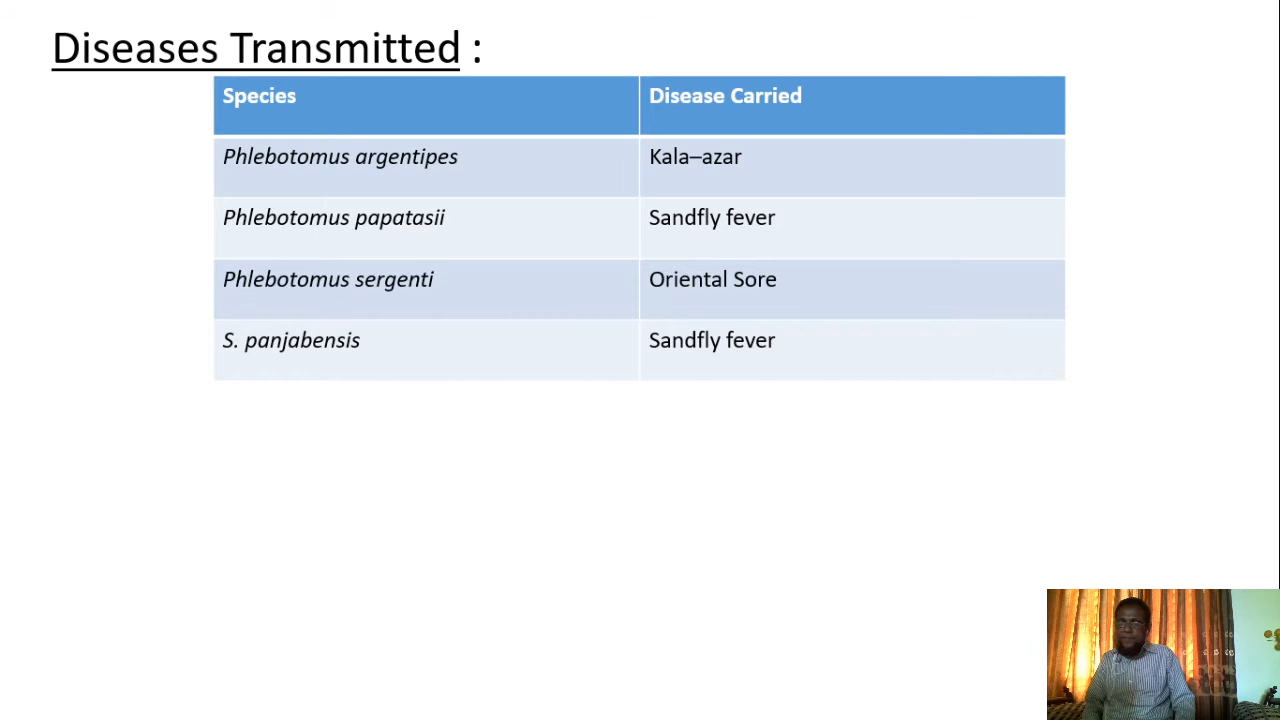 Diseases Transmitted :
Species Disease Carried
Phlebotomus argentipes Kala–azar
Phlebotomus papatasii Sandfly fever
Phlebotomus sergenti Oriental Sore
S. panjabensis Sandfly fever